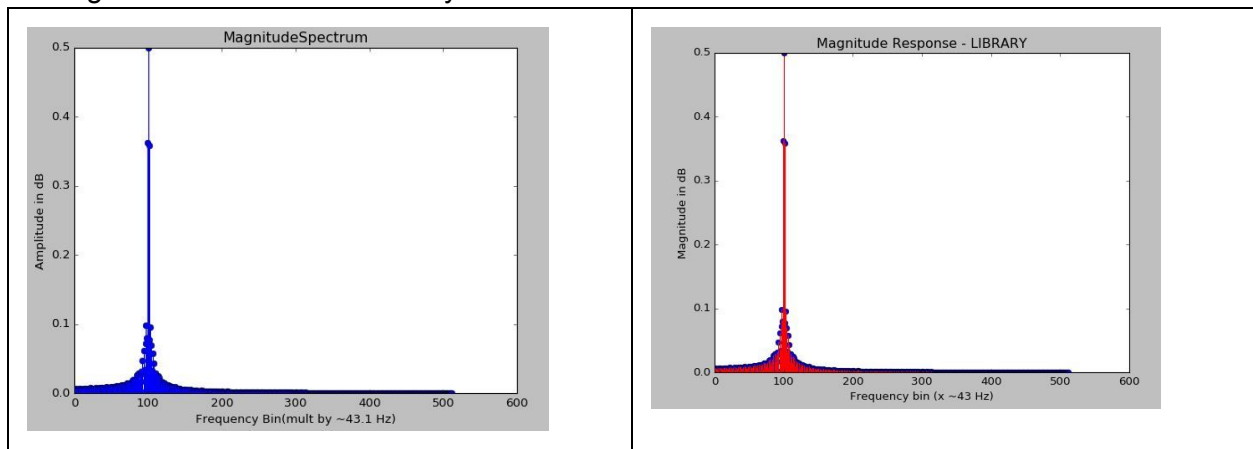 MagnitudeSpectrum
0.5
0.4
0.3
0.2
0.1
0.0
Amplitude in dB
0 100 200 300 400 500 600
Frequency Bin(mult by ~43.1 Hz)
Magnitude Response - LIBRARY
0.5
0.4
0.3
0.2
0.1
0.0
Magnitude in dB
0 100 200 300 400 500 600
Frequency bin (x ~43 Hz)